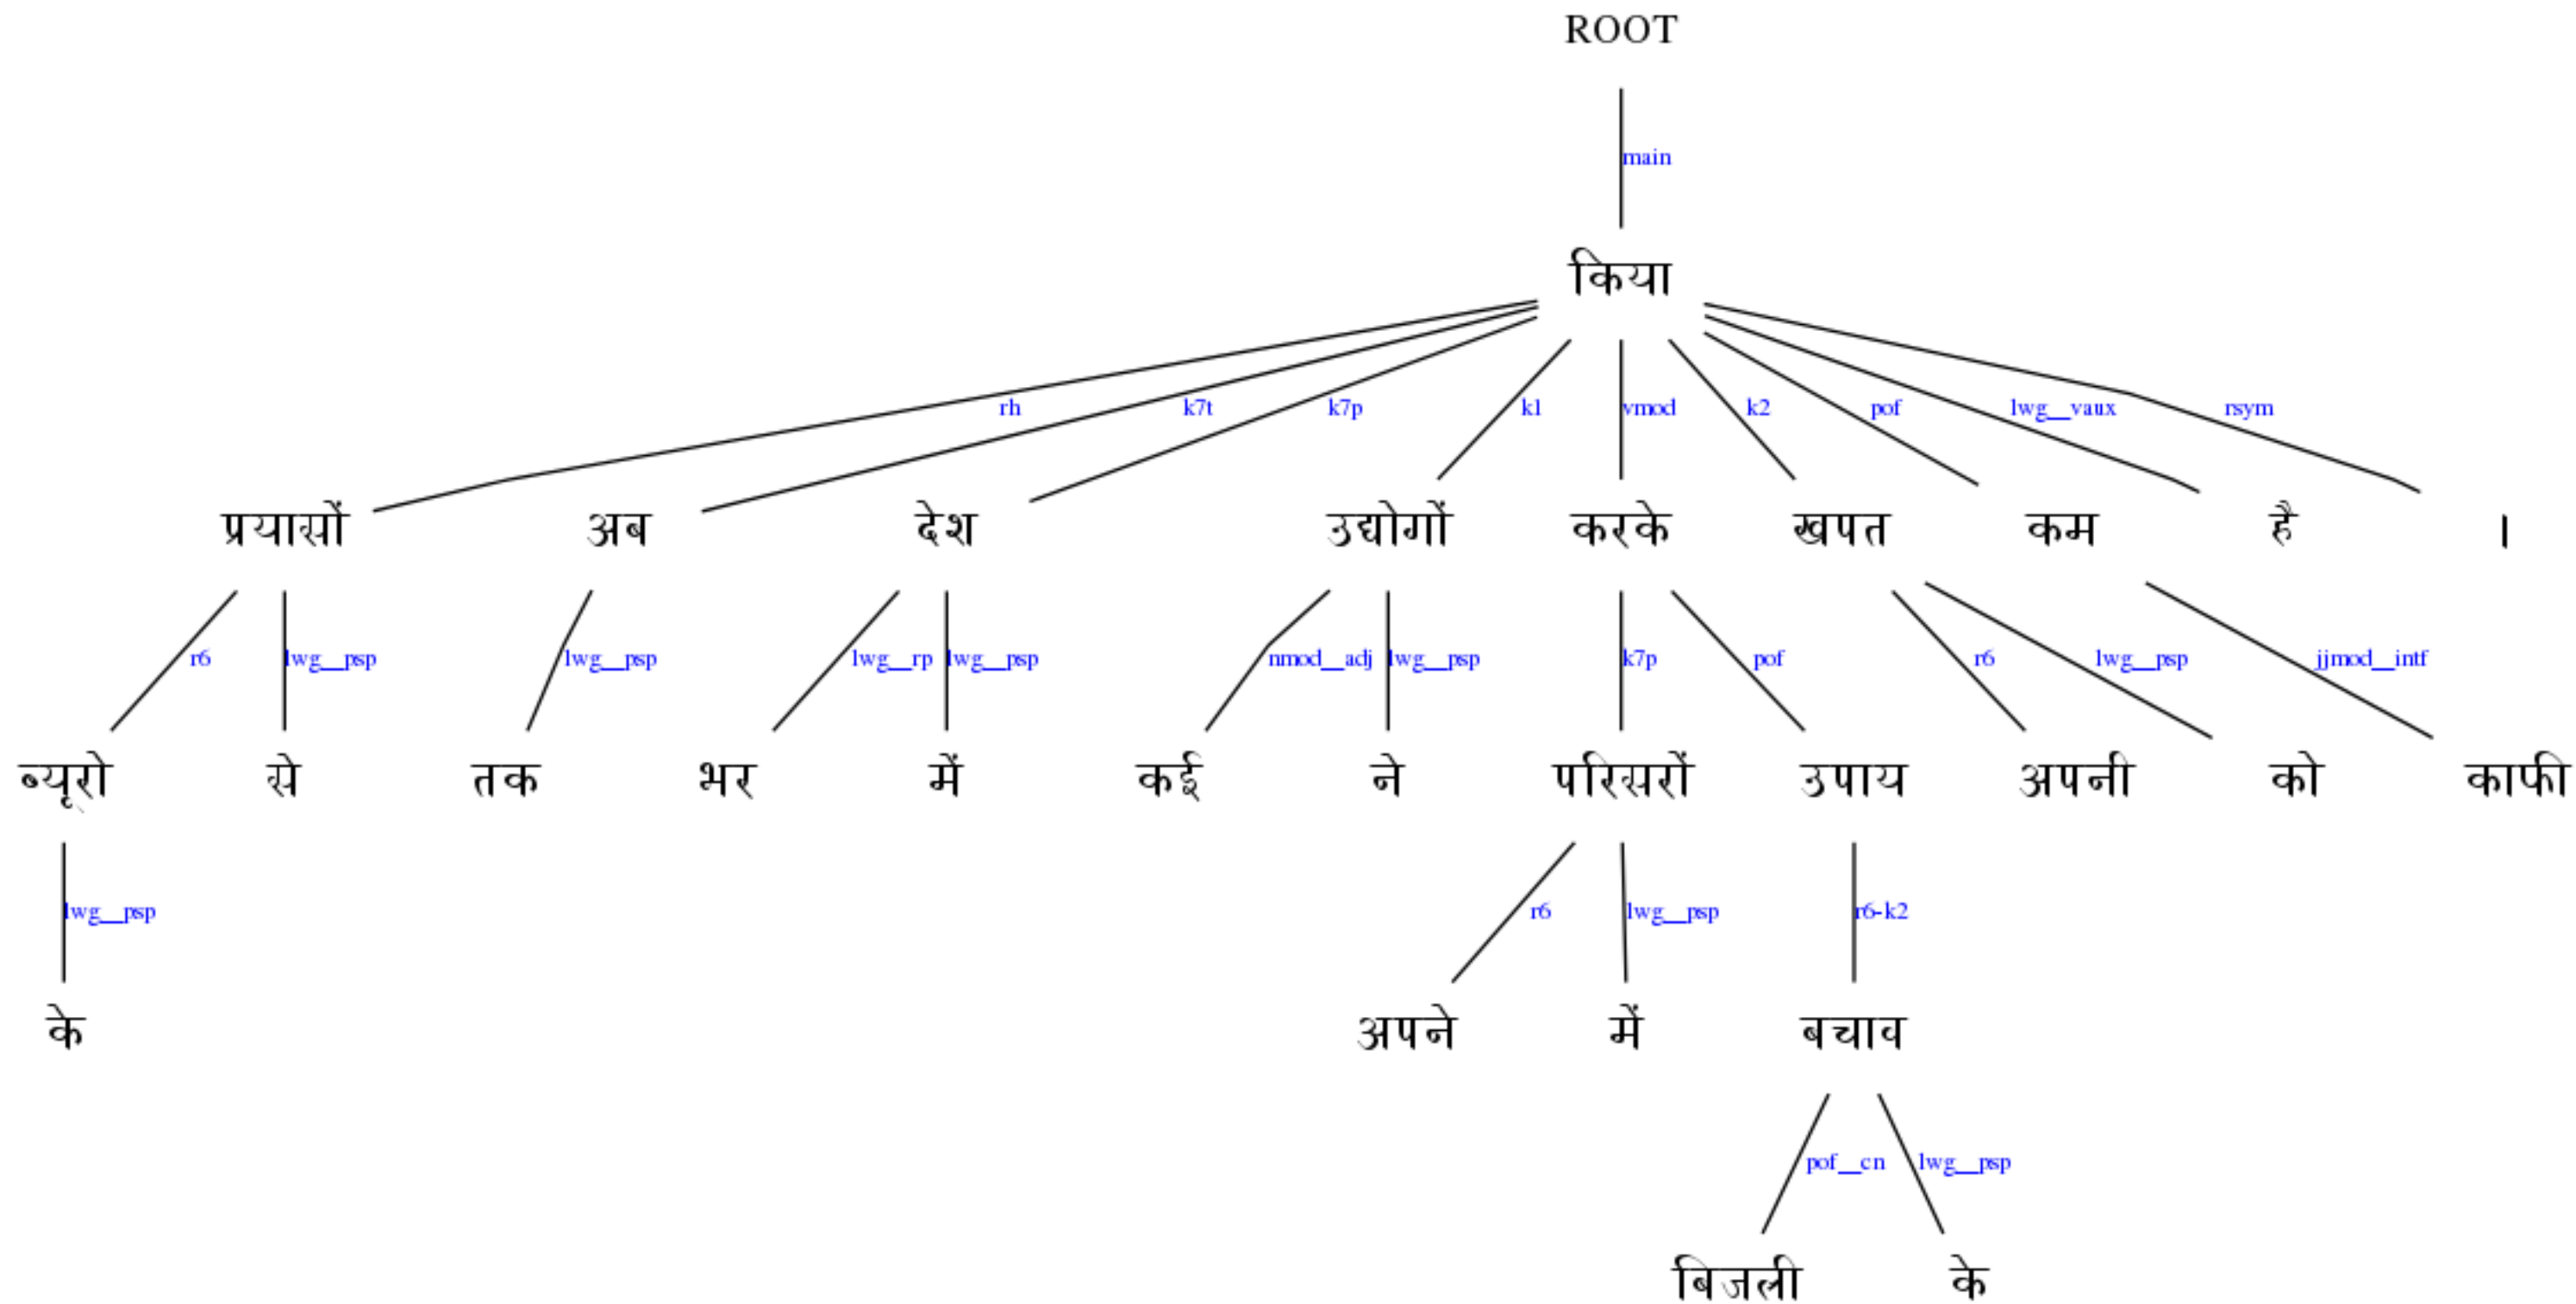 ROOT
main
किया
rh k7t k7p k1 vmod k2 pof lwg__vaux rsym
प्रयासों अब देश उद्योगों करके खपत कम है ।
r6 lwg__psp lwg__psp lwg__rp lwg__psp nmod__adj lwg__psp k7p pof r6 lwg__psp jjmod__intf
ब्यूरो से तक भर में कई ने परिसरों उपाय अपनी को काफी
lwg__psp r6 lwg__psp r6-k2
के अपने में बचाव
pof__cn lwg__psp
बिजली के